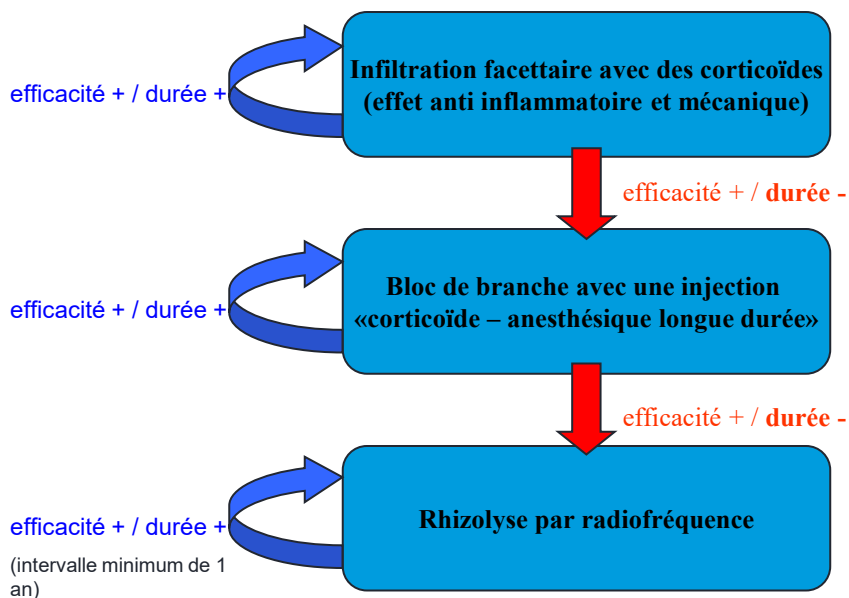 Infiltration facettaire avec des corticoïdes
(effet anti inflammatoire et mécanique)
efficacité + / durée +
efficacité + / durée -
Bloc de branche avec une injection
«corticoïde – anesthésique longue durée»
efficacité + / durée +
efficacité + / durée -
Rhizolyse par radiofréquence
efficacité + / durée +
(intervalle minimum de 1
an)